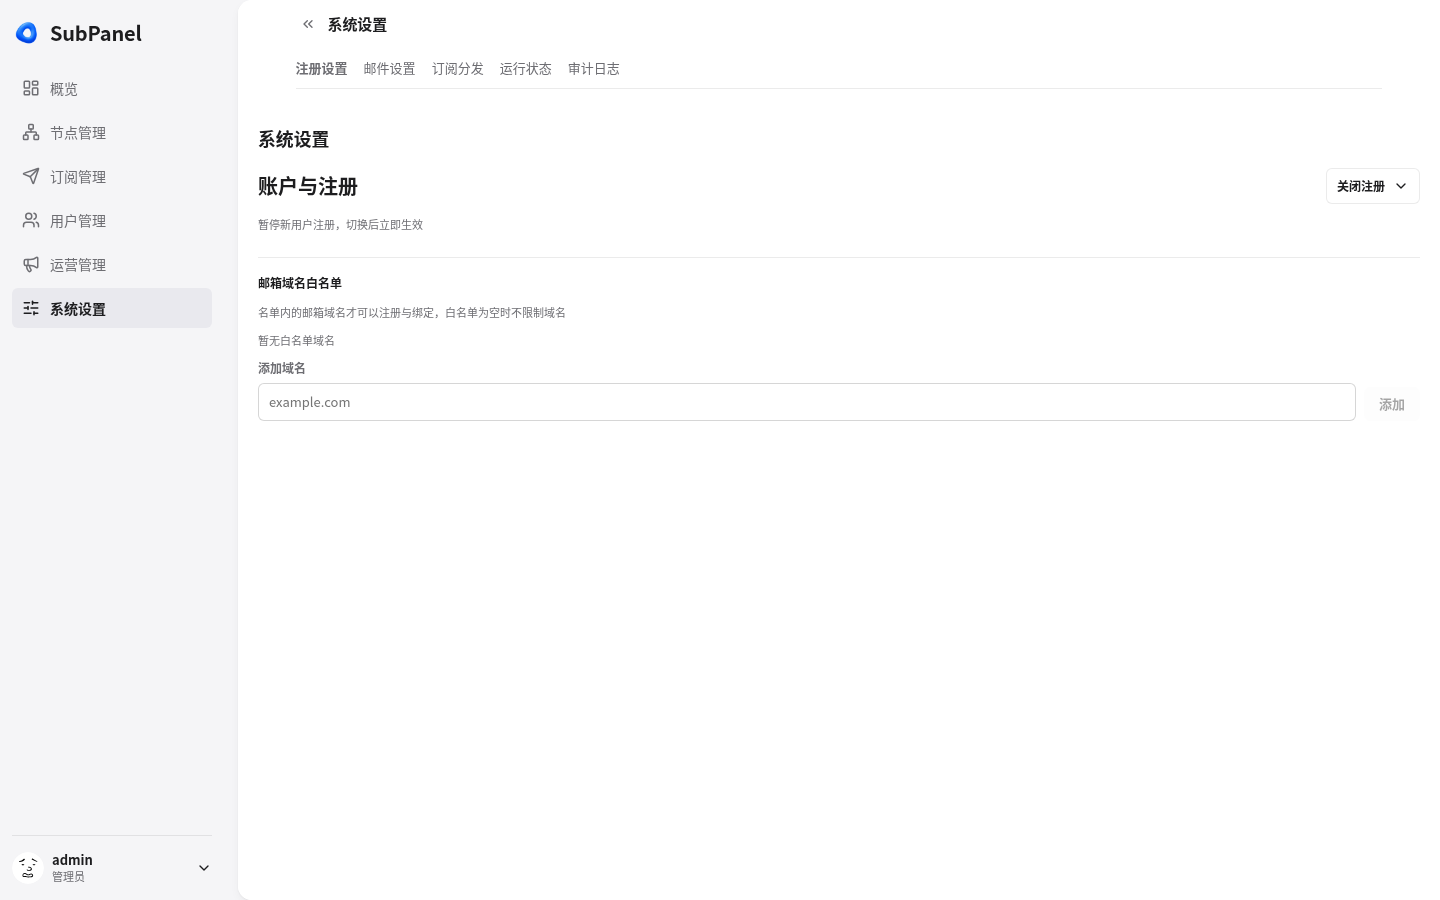 SubPanel
概览
节点管理
订阅管理
用户管理
运营管理
系统设置
admin
管理员
系统设置
注册设置 邮件设置 订阅分发 运行状态 审计日志
系统设置
账户与注册
关闭注册
暂停新用户注册，切换后立即生效
邮箱域名白名单
名单内的邮箱域名才可以注册与绑定，白名单为空时不限制域名
暂无白名单域名
添加域名
example.com
添加